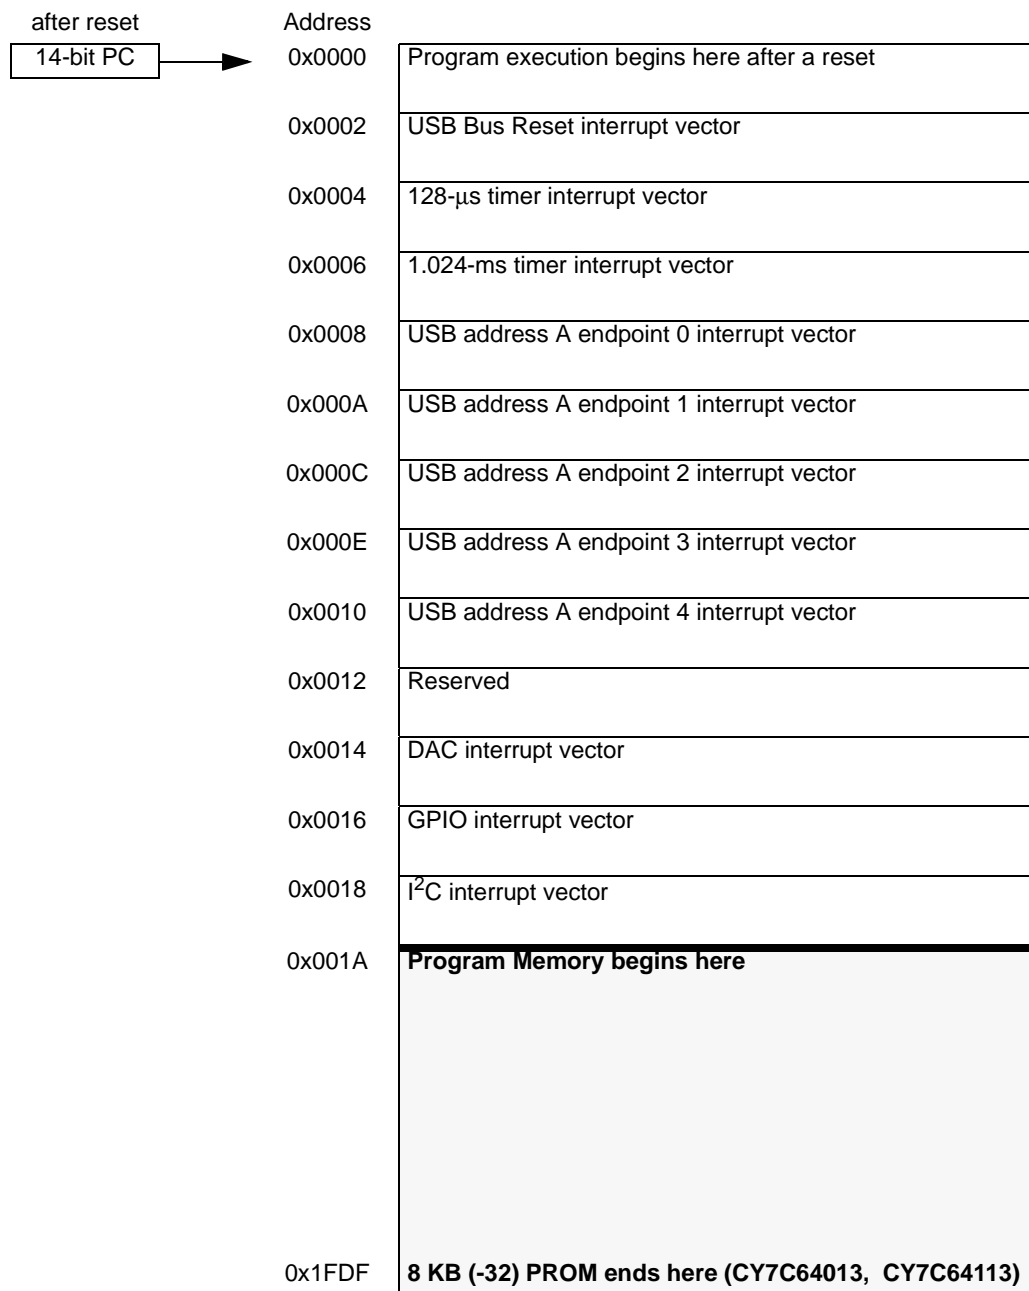 after reset Address
14-bit PC 0x0000 Program execution begins here after a reset
0x0002 USB Bus Reset interrupt vector
0x0004 128-μs timer interrupt vector
0x0006 1.024-ms timer interrupt vector
0x0008 USB address A endpoint 0 interrupt vector
0x000A USB address A endpoint 1 interrupt vector
0x000C USB address A endpoint 2 interrupt vector
0x000E USB address A endpoint 3 interrupt vector
0x0010 USB address A endpoint 4 interrupt vector
0x0012 Reserved
0x0014 DAC interrupt vector
0x0016 GPIO interrupt vector
0x0018 I²C interrupt vector
0x001A Program Memory begins here
0x1FDF 8 KB (-32) PROM ends here (CY7C64013, CY7C64113)